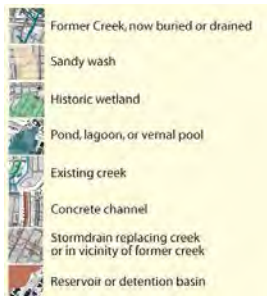 Former Creek, now buried or drained
Sandy wash
Historic wetland
Pond, lagoon, or vernal pool
Existing creek
Concrete channel
Stormdrain replacing creek
or in vicinity of former creek
Reservoir or detention basin